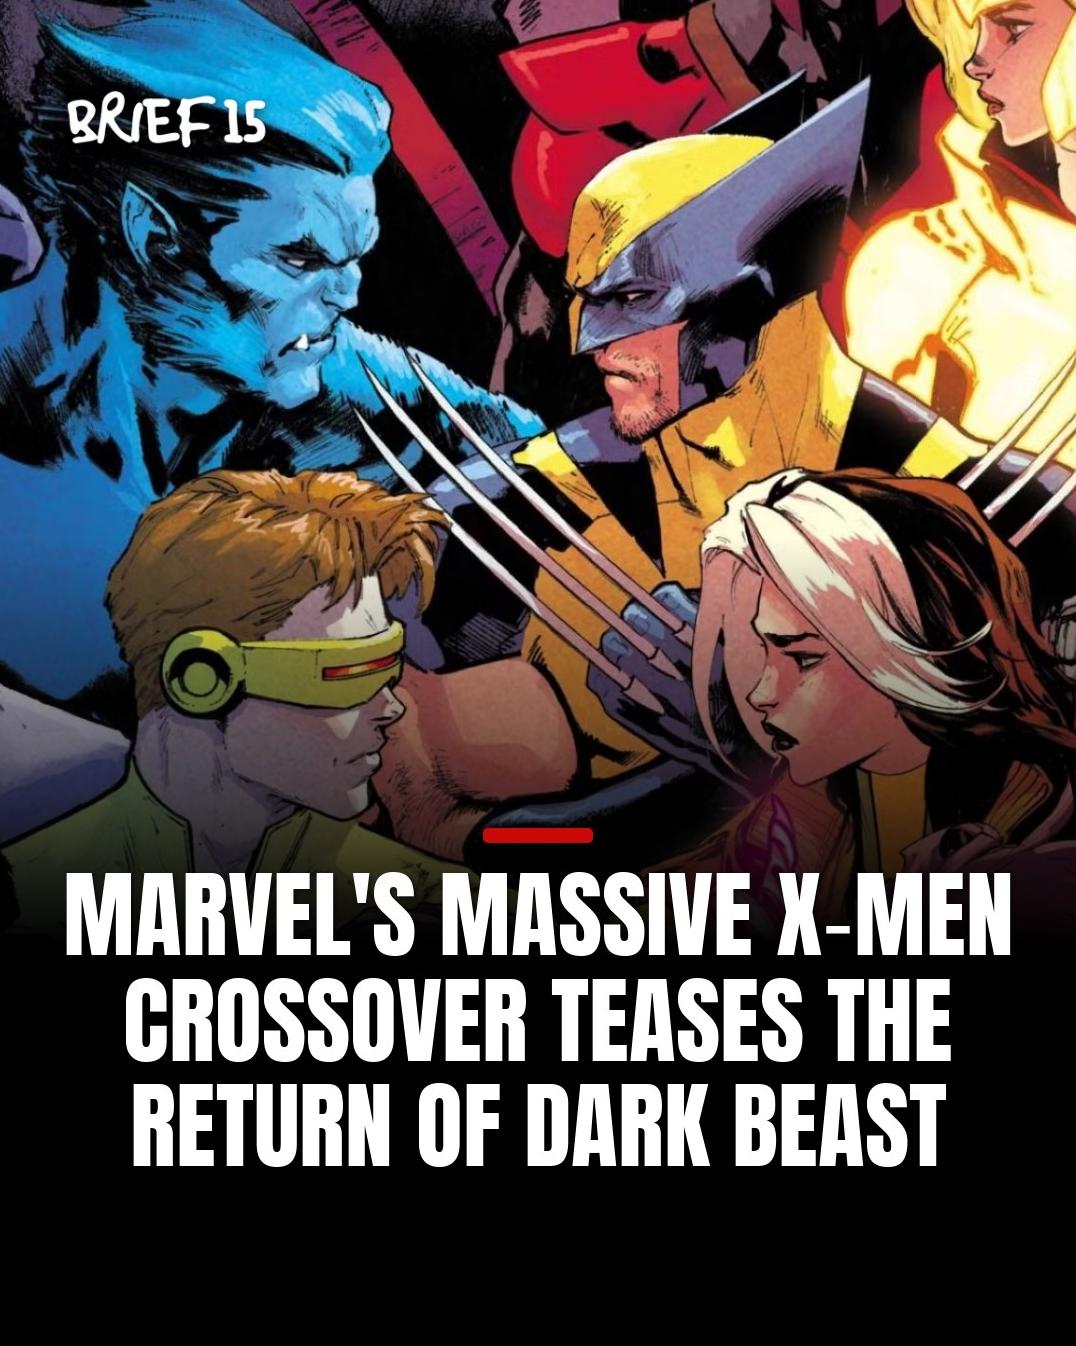 BRIEF 15
MARVEL'S MASSIVE X-MEN
CROSSOVER TEASES THE
RETURN OF DARK BEAST